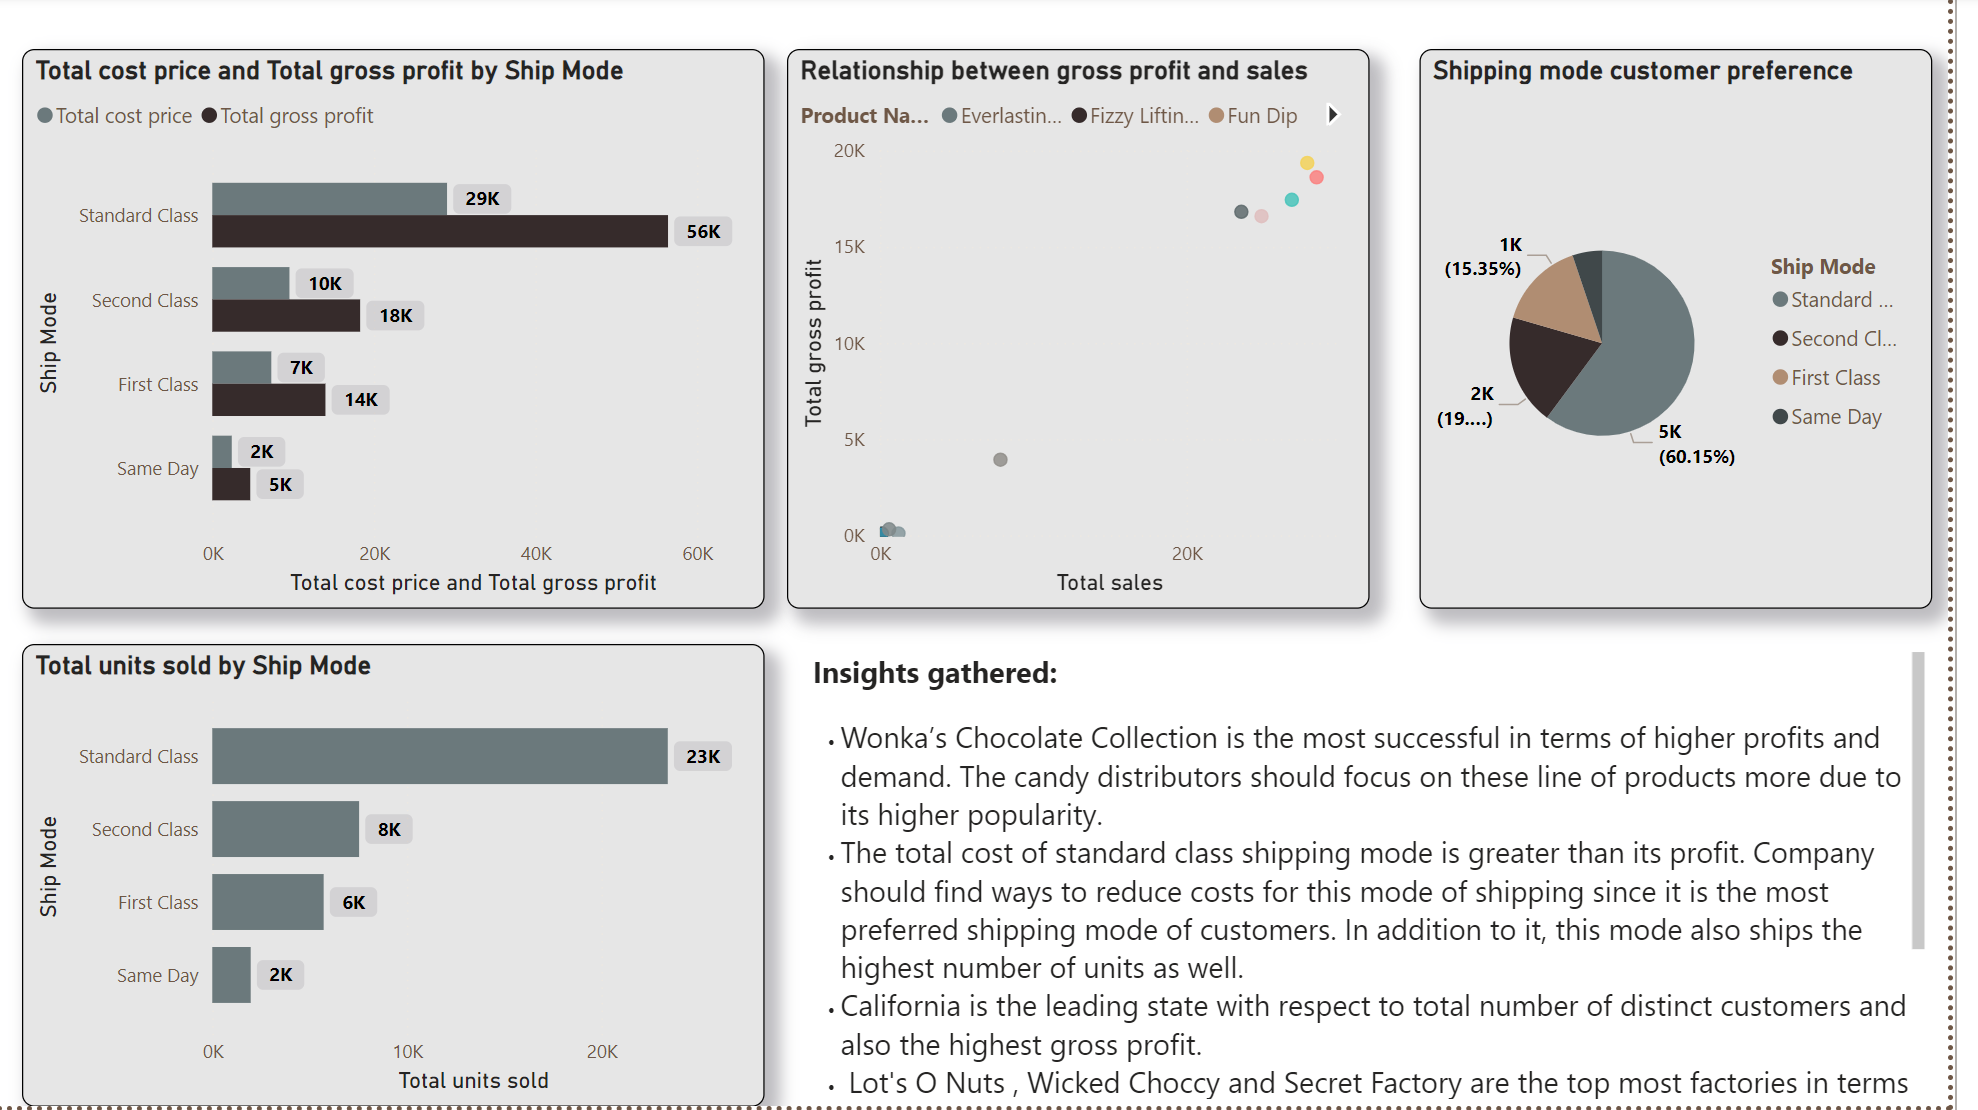 Total cost price and Total gross profit by Ship Mode
Total cost price Total gross profit
Ship Mode
Standard Class
29K
56K
Second Class
10K
18K
First Class
7K
14K
Same Day
2K
5K
0K 20K 40K 60K
Total cost price and Total gross profit
Relationship between gross profit and sales
Product Na... Everlastin... Fizzy Liftin... Fun Dip
Total gross profit
20K
15K
10K
5K
0K
0K 20K
Total sales
Shipping mode customer preference
1K
(15.35%)
2K
(19....)
5K
(60.15%)
Ship Mode
Standard ...
Second Cl...
First Class
Same Day
Total units sold by Ship Mode
Ship Mode
Standard Class 23K
Second Class 8K
First Class 6K
Same Day 2K
0K 10K 20K
Total units sold
Insights gathered:
• Wonka’s Chocolate Collection is the most successful in terms of higher profits and
demand. The candy distributors should focus on these line of products more due to
its higher popularity.
• The total cost of standard class shipping mode is greater than its profit. Company
should find ways to reduce costs for this mode of shipping since it is the most
preferred shipping mode of customers. In addition to it, this mode also ships the
highest number of units as well.
• California is the leading state with respect to total number of distinct customers and
also the highest gross profit.
• Lot's O Nuts , Wicked Choccy and Secret Factory are the top most factories in terms